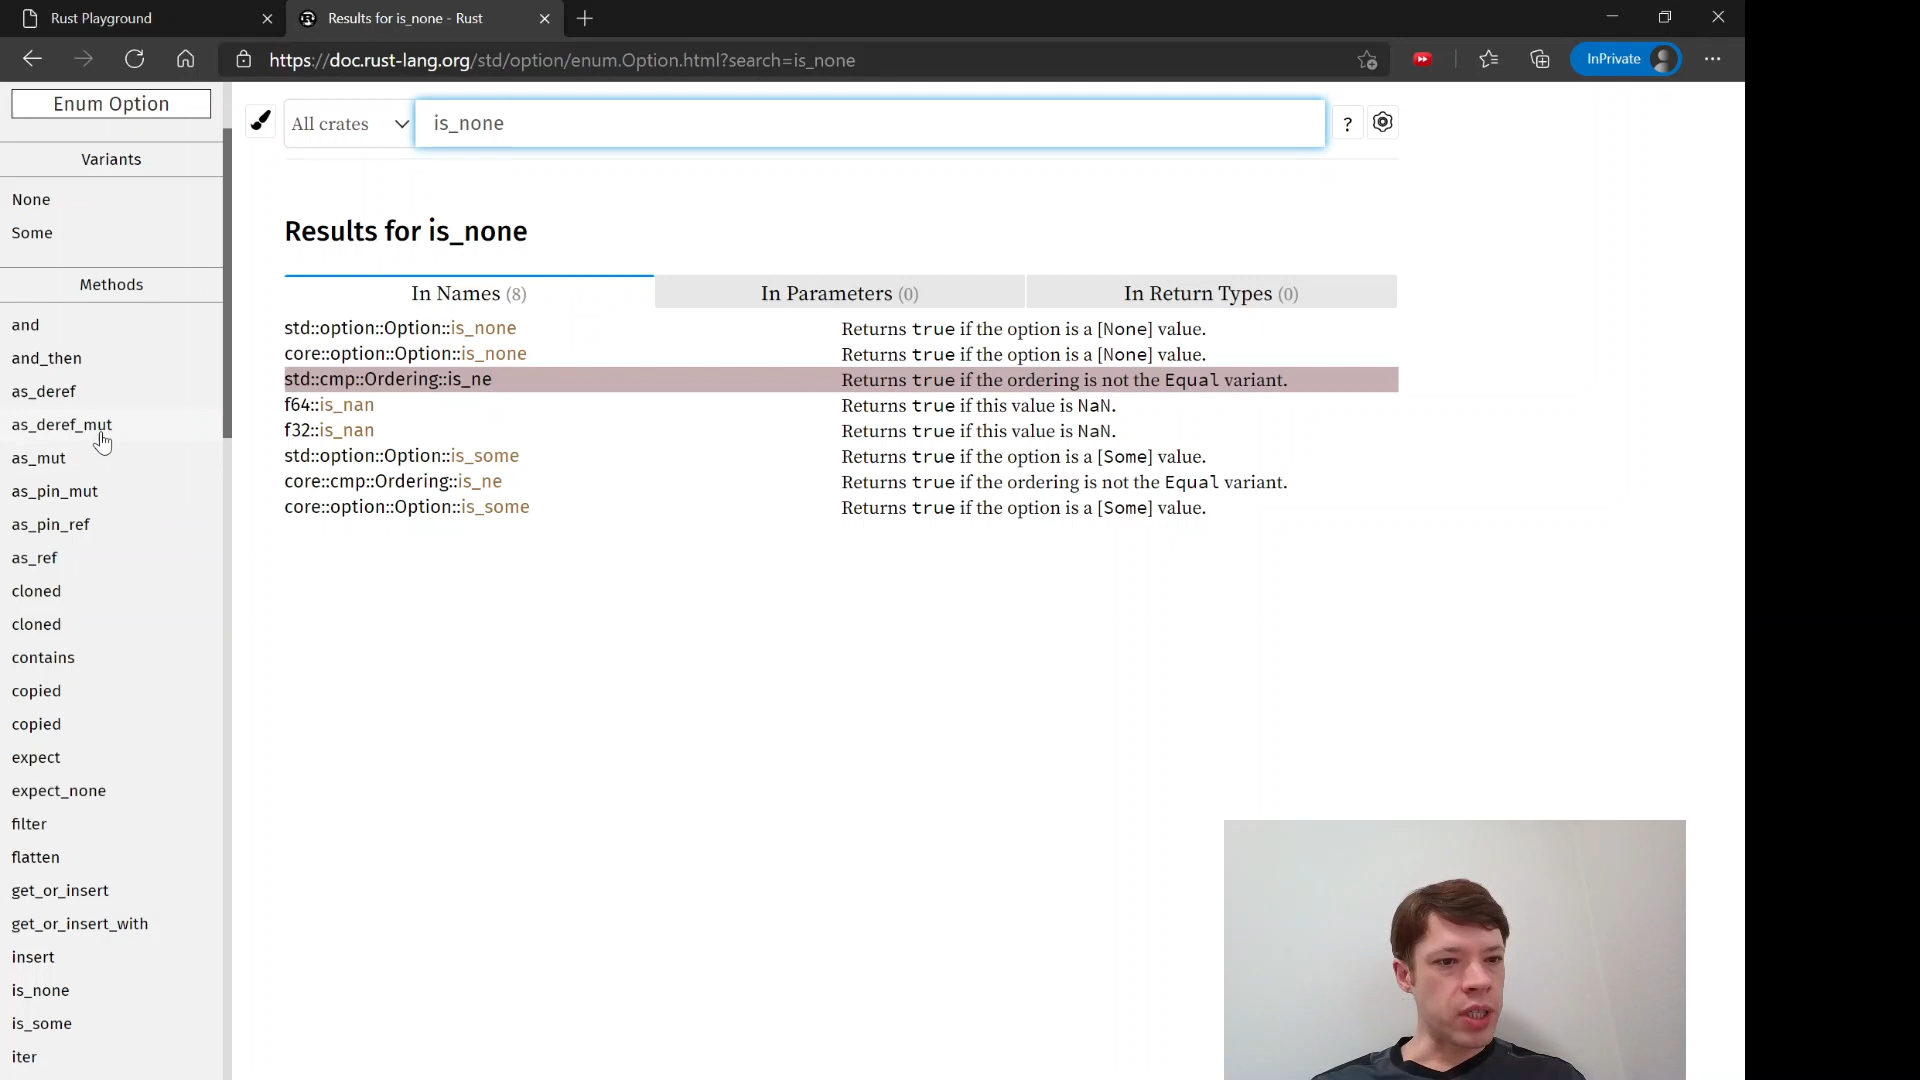 Rust Playground
Results for is_none - Rust
https://doc.rust-lang.org/std/option/enum.Option.html?search=is_none
InPrivate
Enum Option
Variants
None
Some
Methods
and
and_then
as_deref
as_deref_mut
as_mut
as_pin_mut
as_pin_ref
as_ref
cloned
cloned
contains
copied
copied
expect
expect_none
filter
flatten
get_or_insert
get_or_insert_with
insert
is_none
is_some
iter
All crates
is_none
?
Results for is_none
In Names (8) In Parameters (0) In Return Types (0)
std::option::Option::is_none Returns true if the option is a [None] value.
core::option::Option::is_none Returns true if the option is a [None] value.
std::cmp::Ordering::is_ne Returns true if the ordering is not the Equal variant.
f64::is_nan Returns true if this value is NaN.
f32::is_nan Returns true if this value is NaN.
std::option::Option::is_some Returns true if the option is a [Some] value.
core::cmp::Ordering::is_ne Returns true if the ordering is not the Equal variant.
core::option::Option::is_some Returns true if the option is a [Some] value.